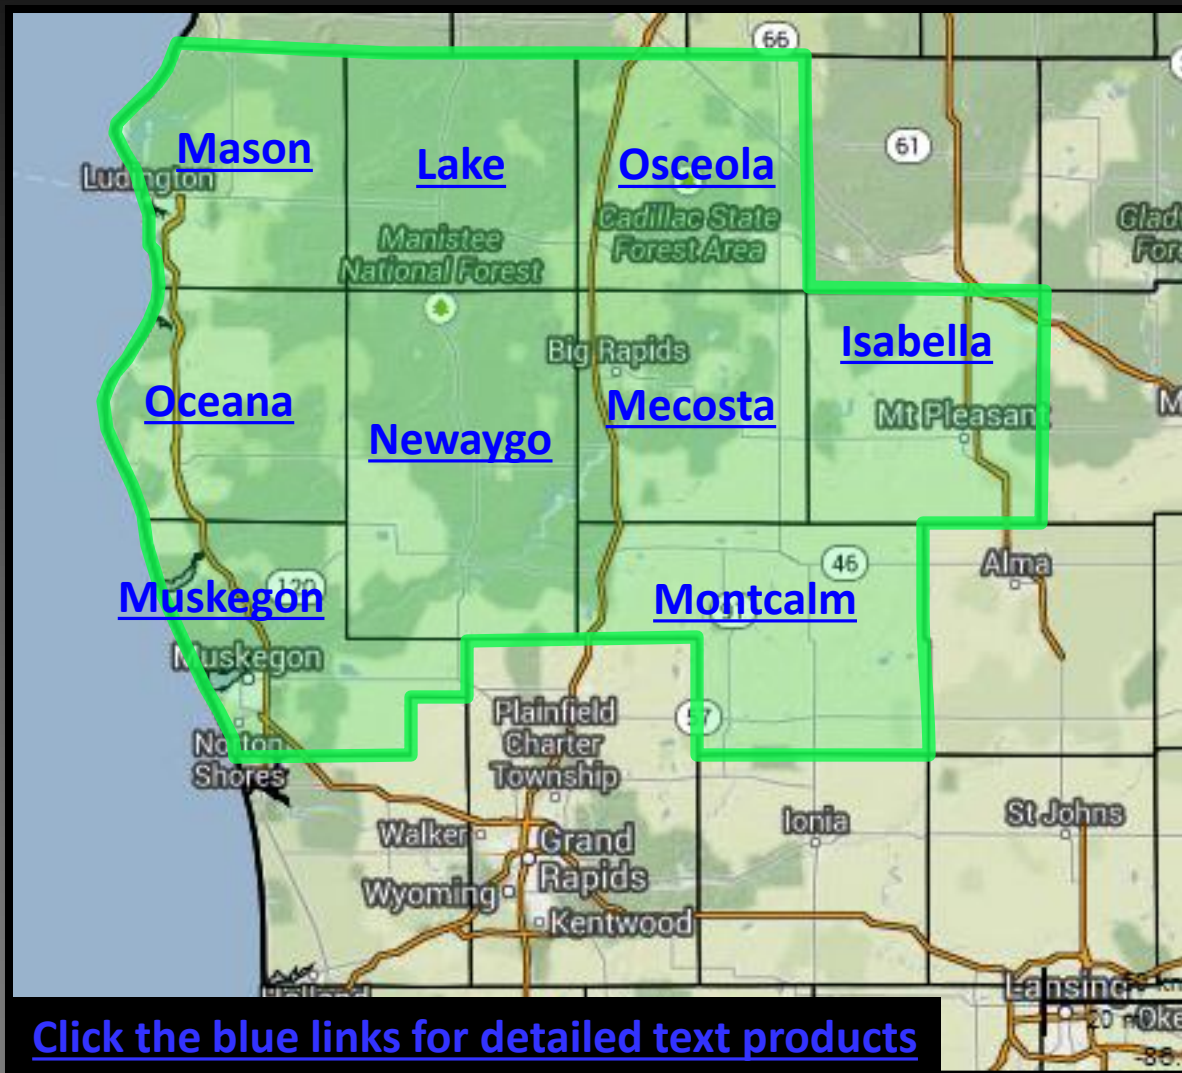 66
Mason
Lake
Osceola
61
Ludington
Manistee
National Forest
Cadillac State
Forest Area
Isabella
Big Rapids
Oceana
Mecosta
Mt Pleasant
Newaygo
46
Alma
Muskegon
120
Montcalm
Muskegon
57
Norton
Shores
Plainfield
Charter
Township
Walker
Grand
Rapids
Ionia
St Johns
Wyoming
Kentwood
Holland
Lansing
Click the blue links for detailed text products